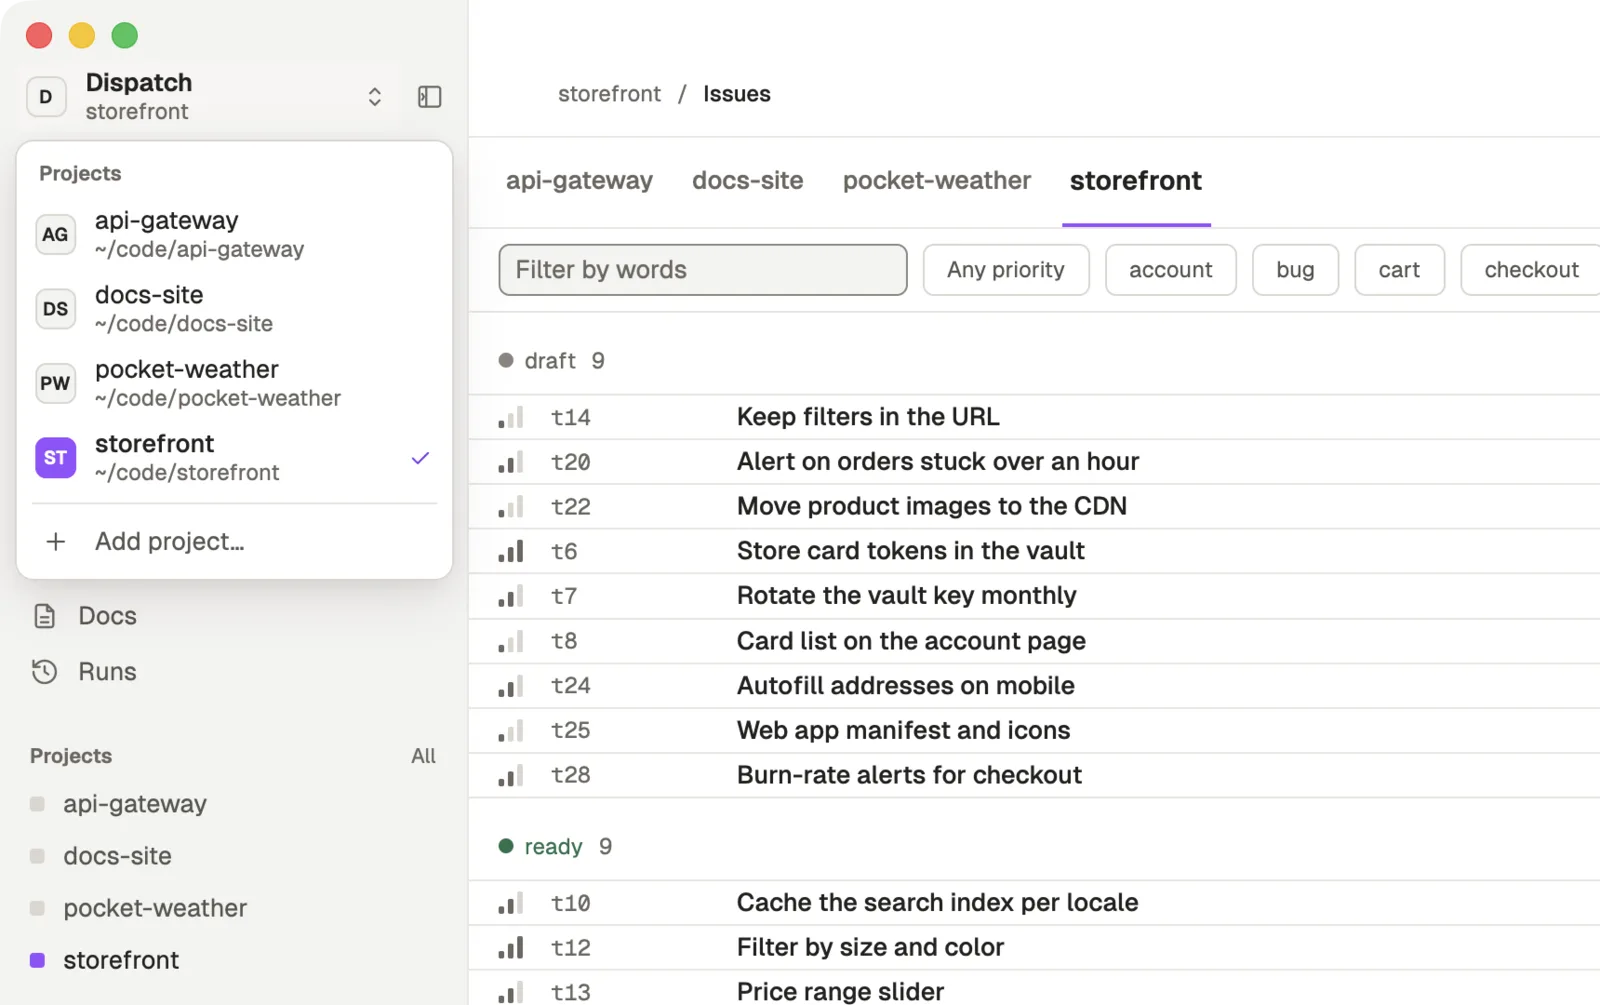 D
Dispatch
storefront
Projects
AG
api-gateway
~/code/api-gateway
DS
docs-site
~/code/docs-site
PW
pocket-weather
~/code/pocket-weather
ST
storefront
~/code/storefront
Add project...
Docs
Runs
Projects All
api-gateway
docs-site
pocket-weather
storefront
storefront / Issues
api-gateway docs-site pocket-weather storefront
Filter by words Any priority account bug cart checkout
draft 9
t14 Keep filters in the URL
t20 Alert on orders stuck over an hour
t22 Move product images to the CDN
t6 Store card tokens in the vault
t7 Rotate the vault key monthly
t8 Card list on the account page
t24 Autofill addresses on mobile
t25 Web app manifest and icons
t28 Burn-rate alerts for checkout
ready 9
t10 Cache the search index per locale
t12 Filter by size and color
t13 Price range slider